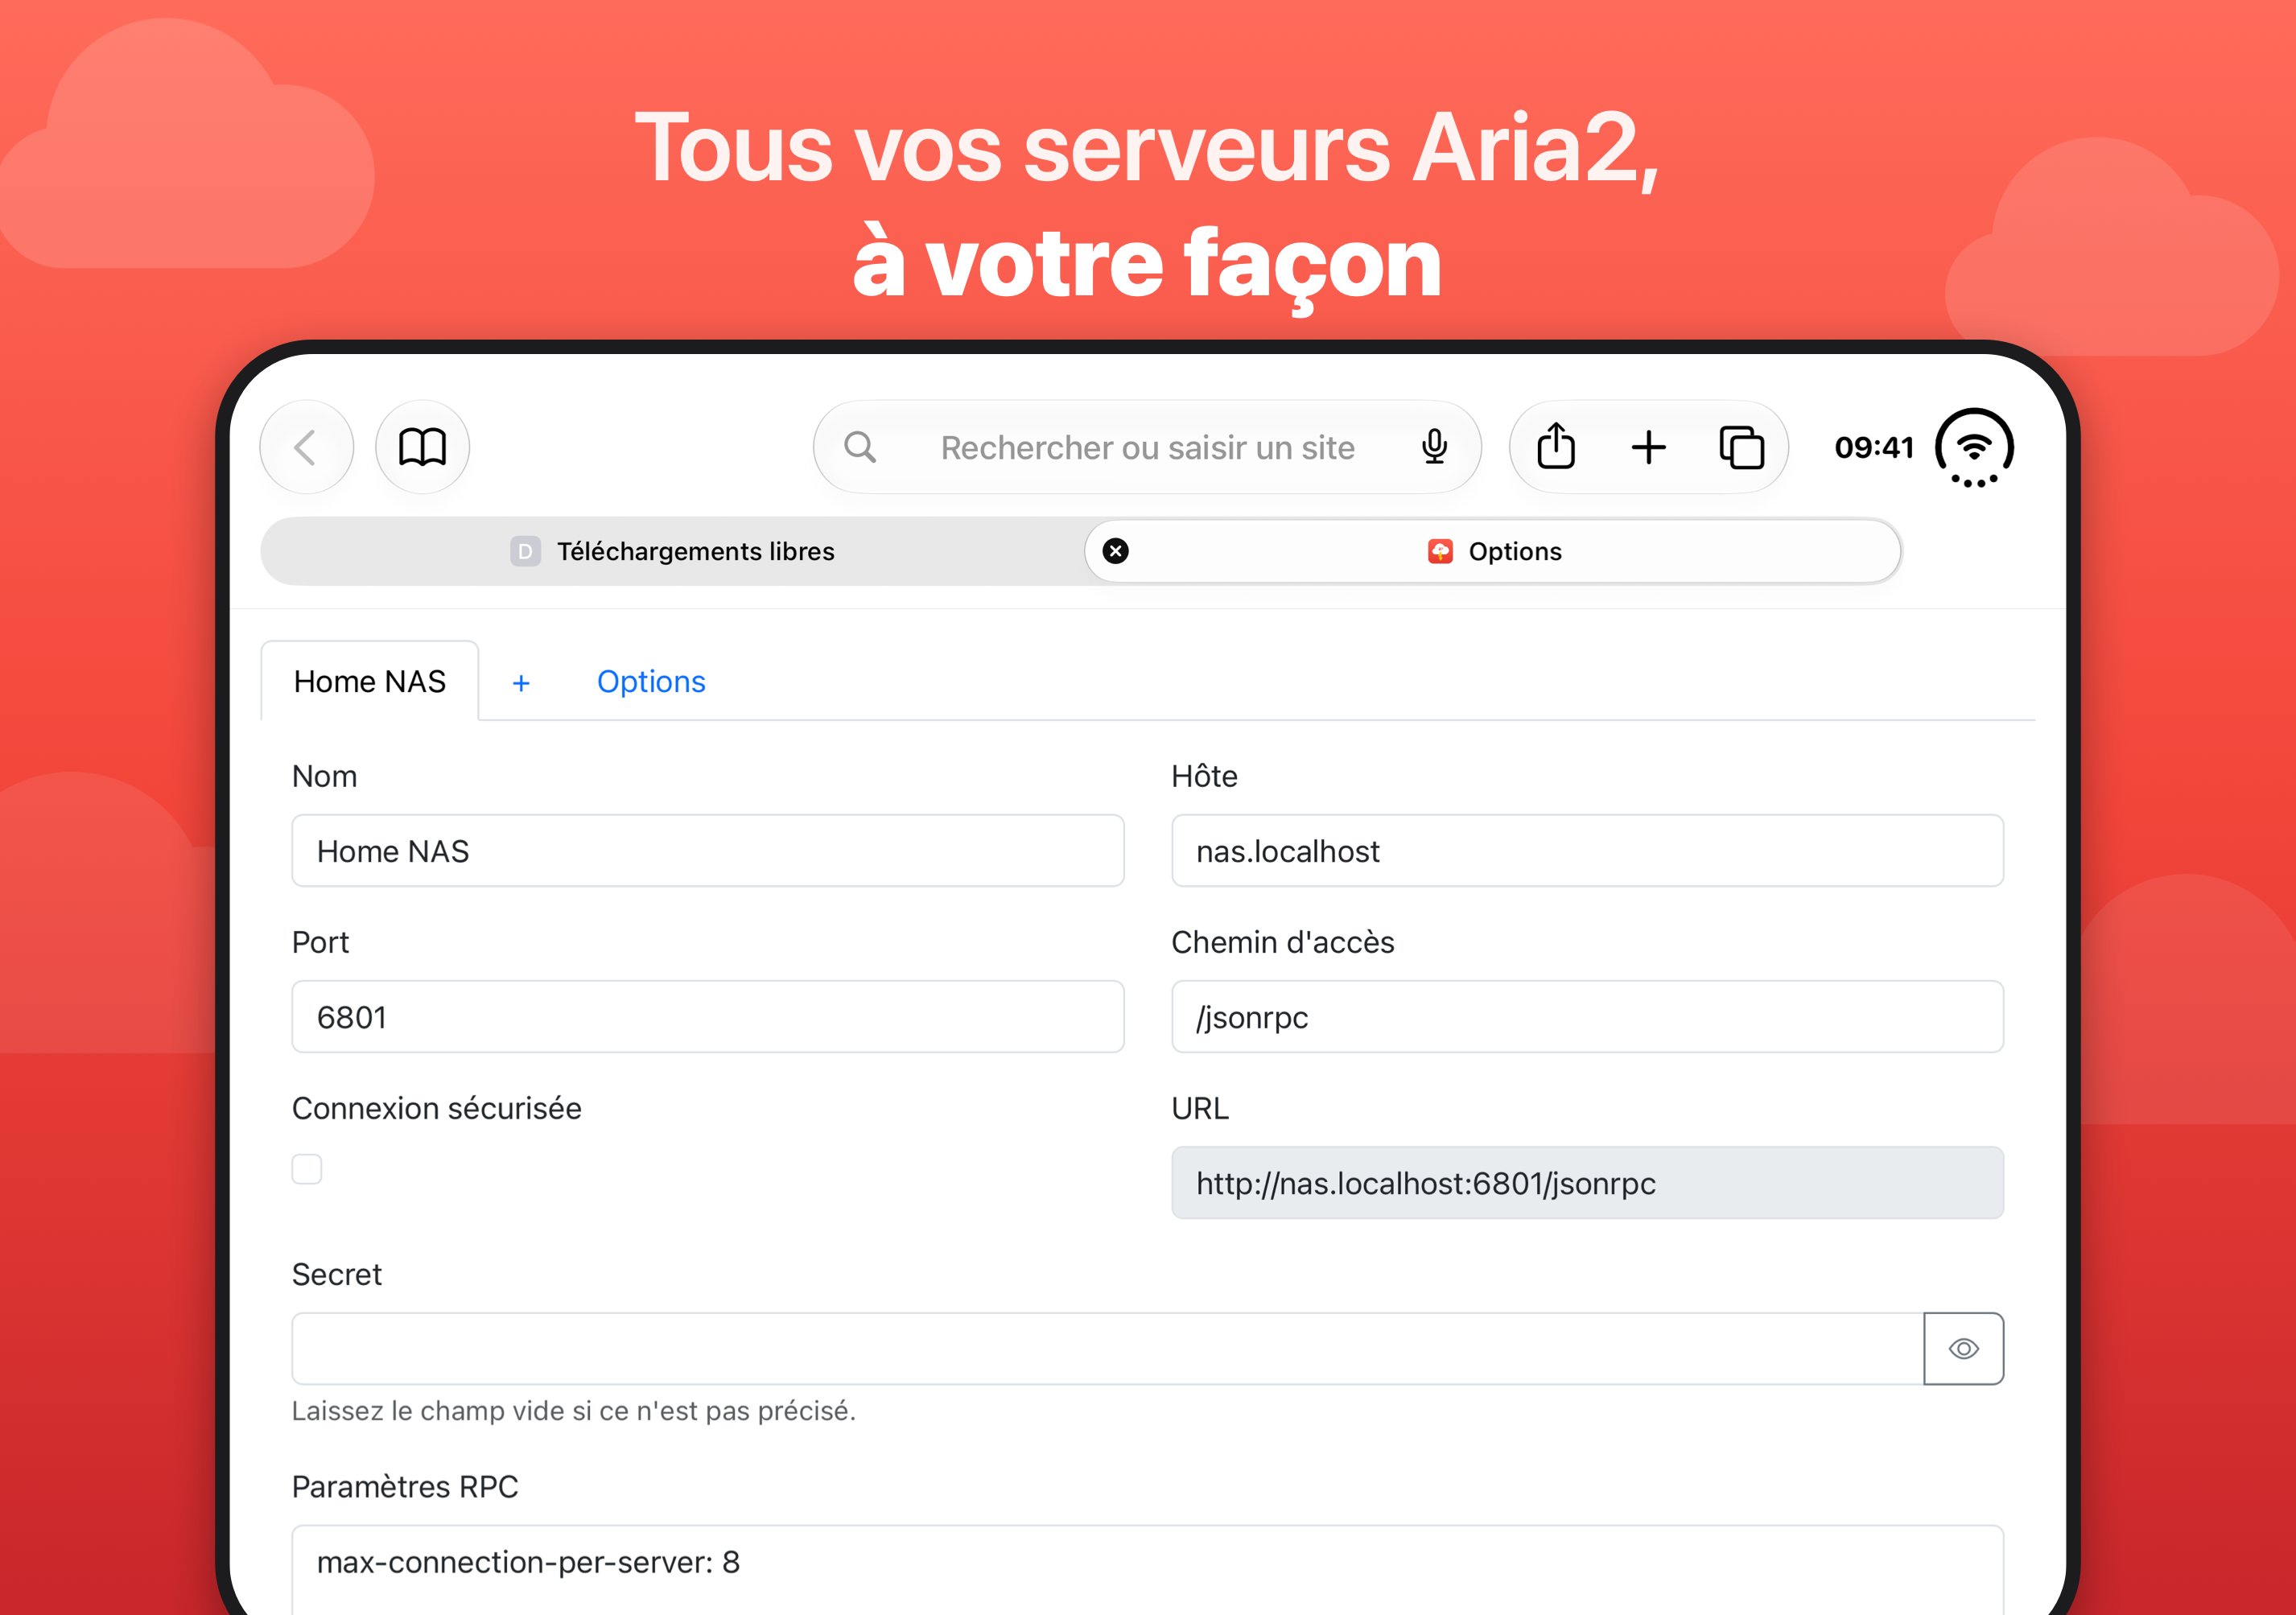 Tous vos serveurs Aria2,
à votre façon
Rechercher ou saisir un site
09:41
D Téléchargements libres
Options
Home NAS
+
Options
Nom
Hôte
Home NAS
nas.localhost
Port
Chemin d'accès
6801
/jsonrpc
Connexion sécurisée
URL
http://nas.localhost:6801/jsonrpc
Secret
Laissez le champ vide si ce n'est pas précisé.
Paramètres RPC
max-connection-per-server: 8